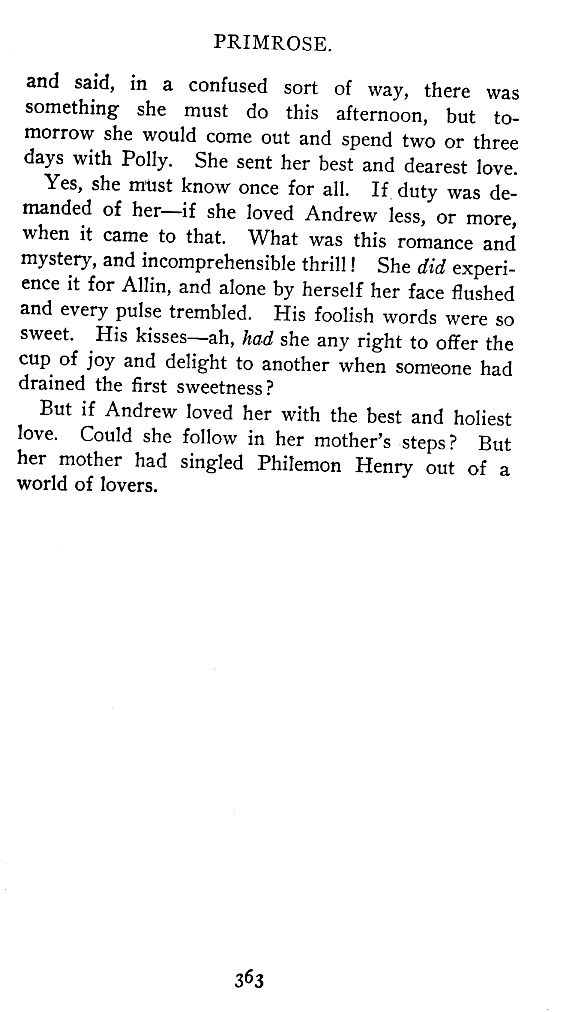 PRIMROSE.
and said, in a confused sort of way, there was
something she must do this afternoon, but to-
morrow she would come out and spend two or three
days with Polly. She sent her best and dearest love.
Yes, she must know once for all. If duty was de-
manded of her—if she loved Andrew less, or more,
when it came to that. What was this romance and
mystery, and incomprehensible thrill! She did experi-
ence it for Allin, and alone by herself her face flushed
and every pulse trembled. His foolish words were so
sweet. His kisses—ah, had she any right to offer the
cup of joy and delight to another when someone had
drained the first sweetness?
But if Andrew loved her with the best and holiest
love. Could she follow in her mother's steps? But
her mother had singled Philemon Henry out of a
world of lovers.
363